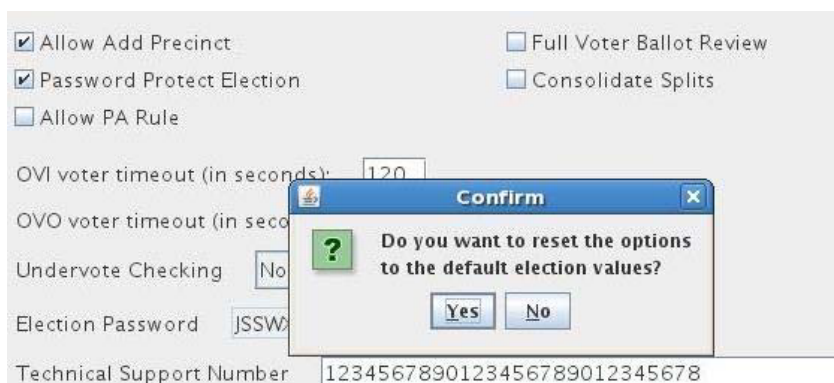 Allow Add Precinct
Full Voter Ballot Review
Password Protect Election
Consolidate Splits
Allow PA Rule
OVI voter timeout (in seconds): 120
Confirm
OVO voter timeout (in seco
Do you want to reset the options
to the default election values?
Undervote Checking No
Yes No
Election Password JSSW
Technical Support Number 1234567890123456789012345678